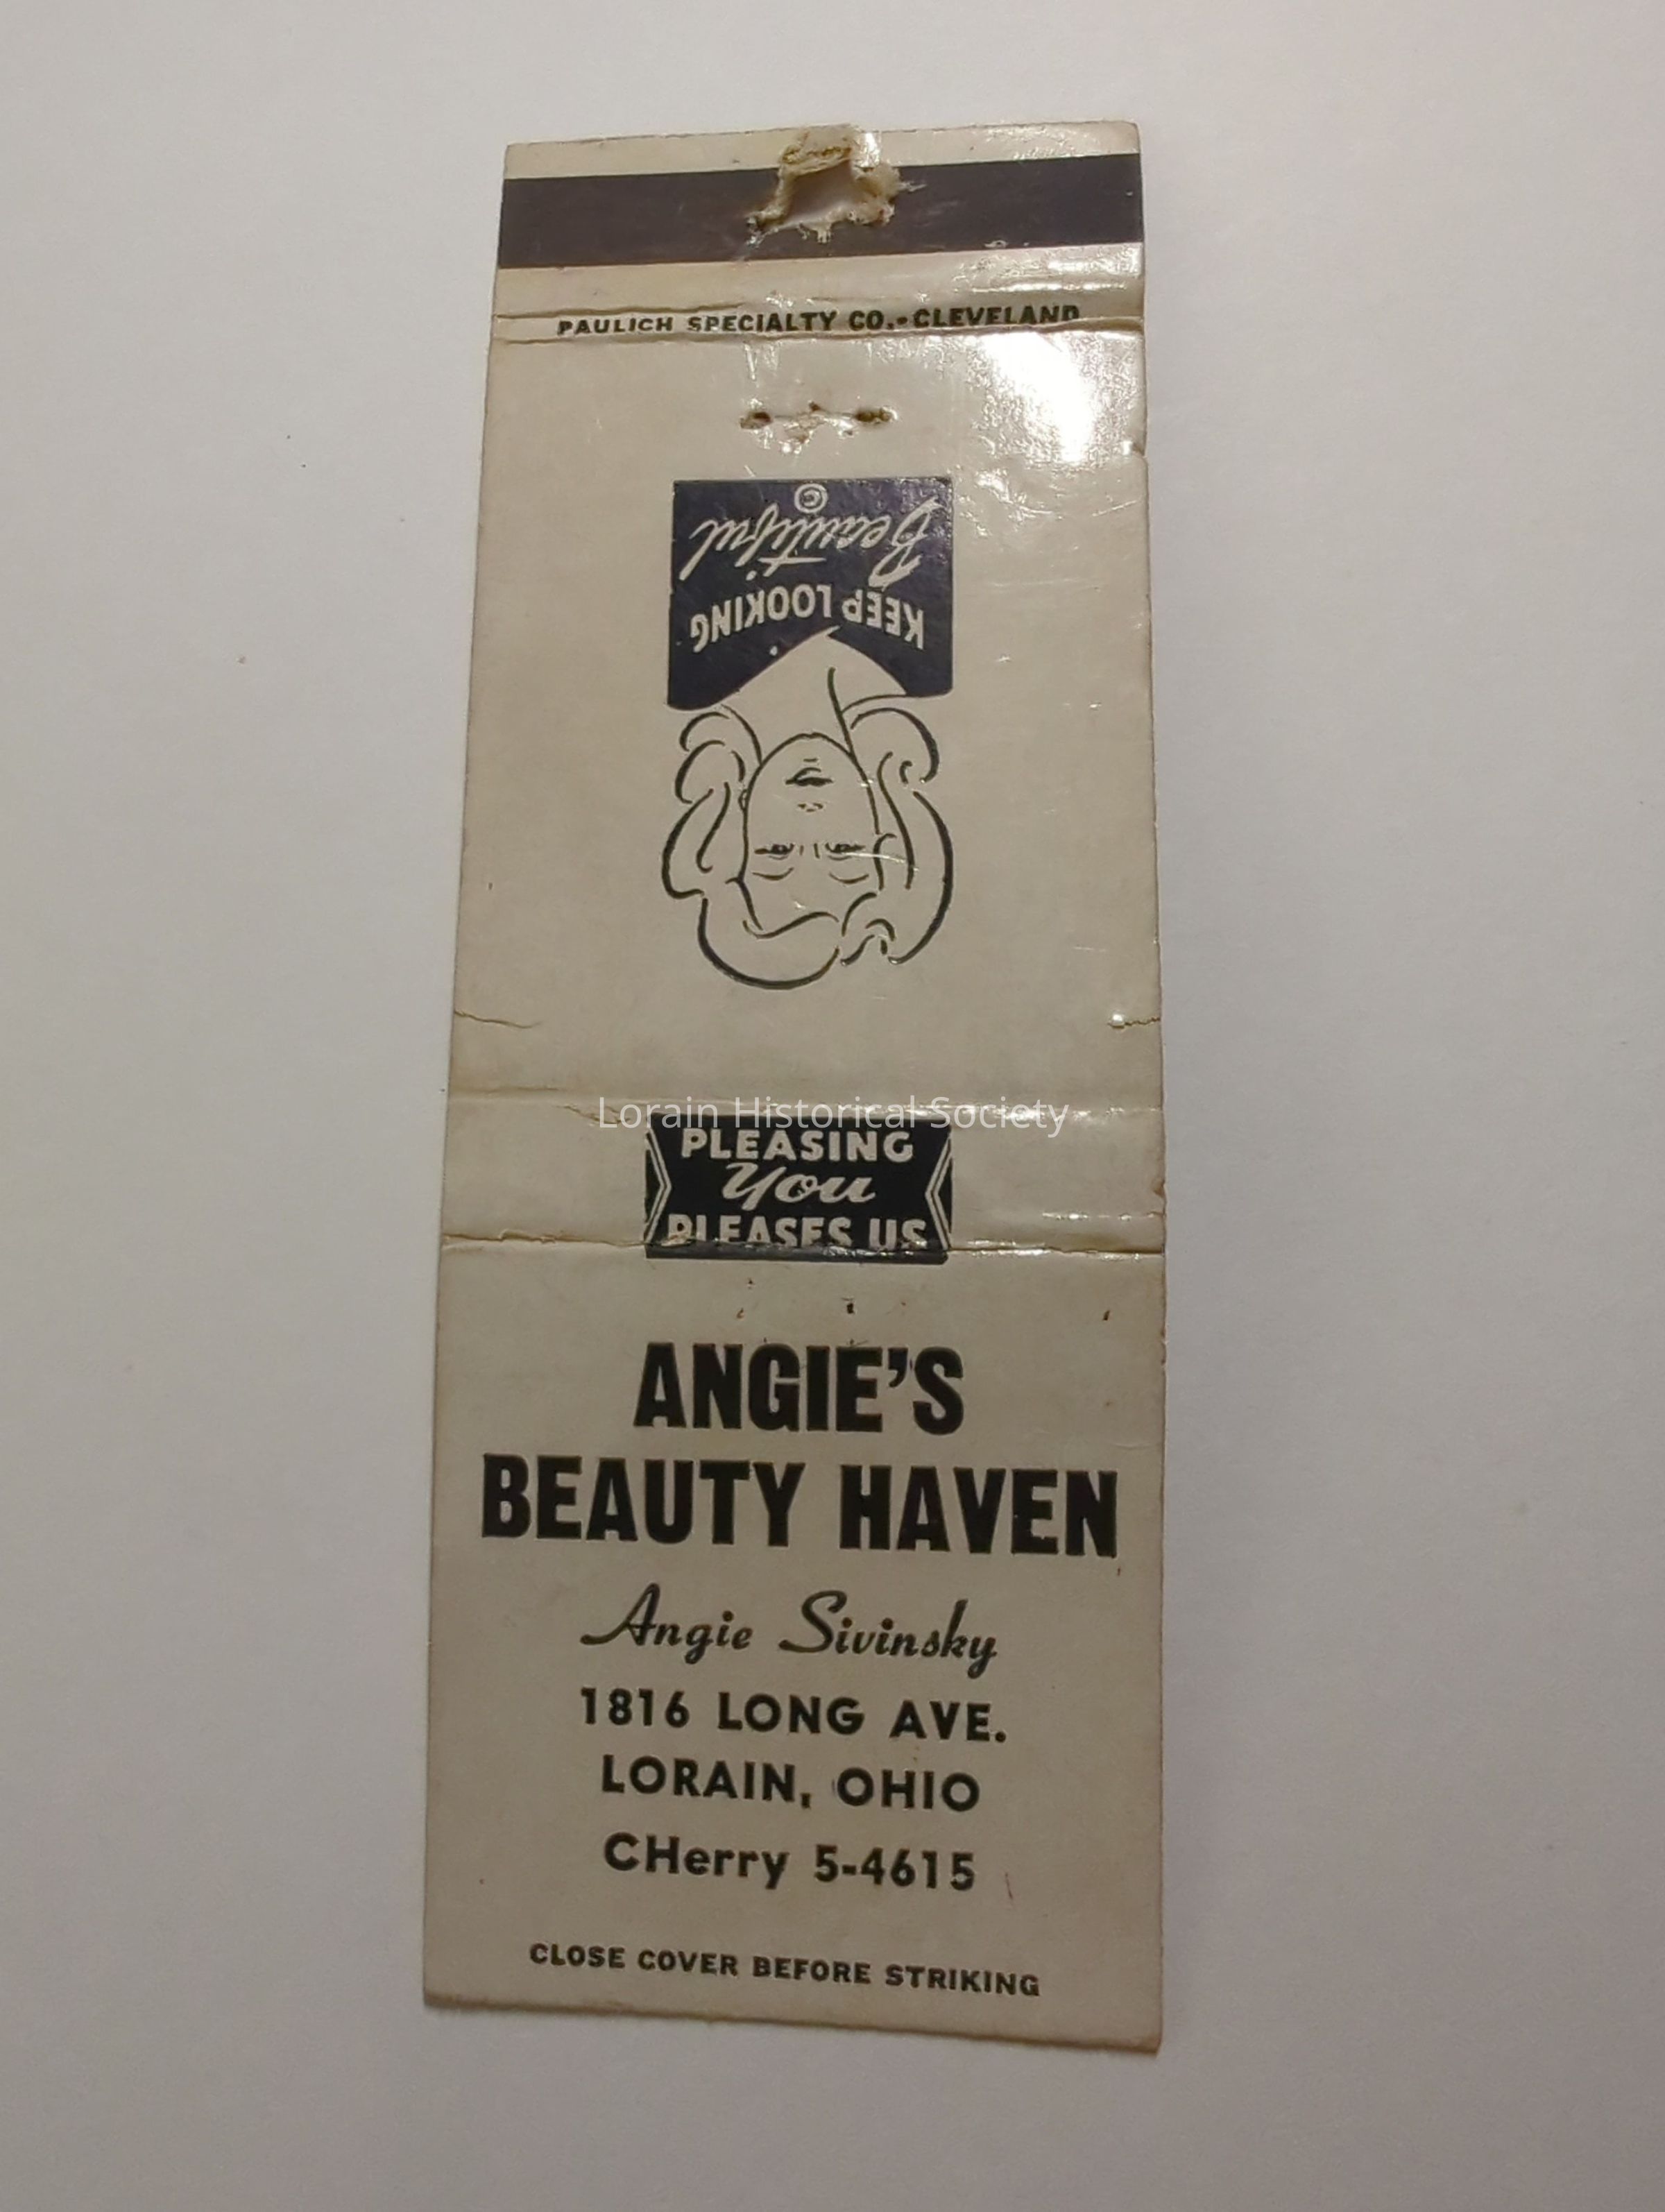 PAULICH SPECIALTY CO.-CLEVELAND
KEEP LOOKING
Beautiful
©
Lorain Historical Society
PLEASING
You
PLEASES US
ANGIE'S
BEAUTY HAVEN
Angie Sivinsky
1816 LONG AVE.
LORAIN, OHIO
CHerry 5-4615
CLOSE COVER BEFORE STRIKING